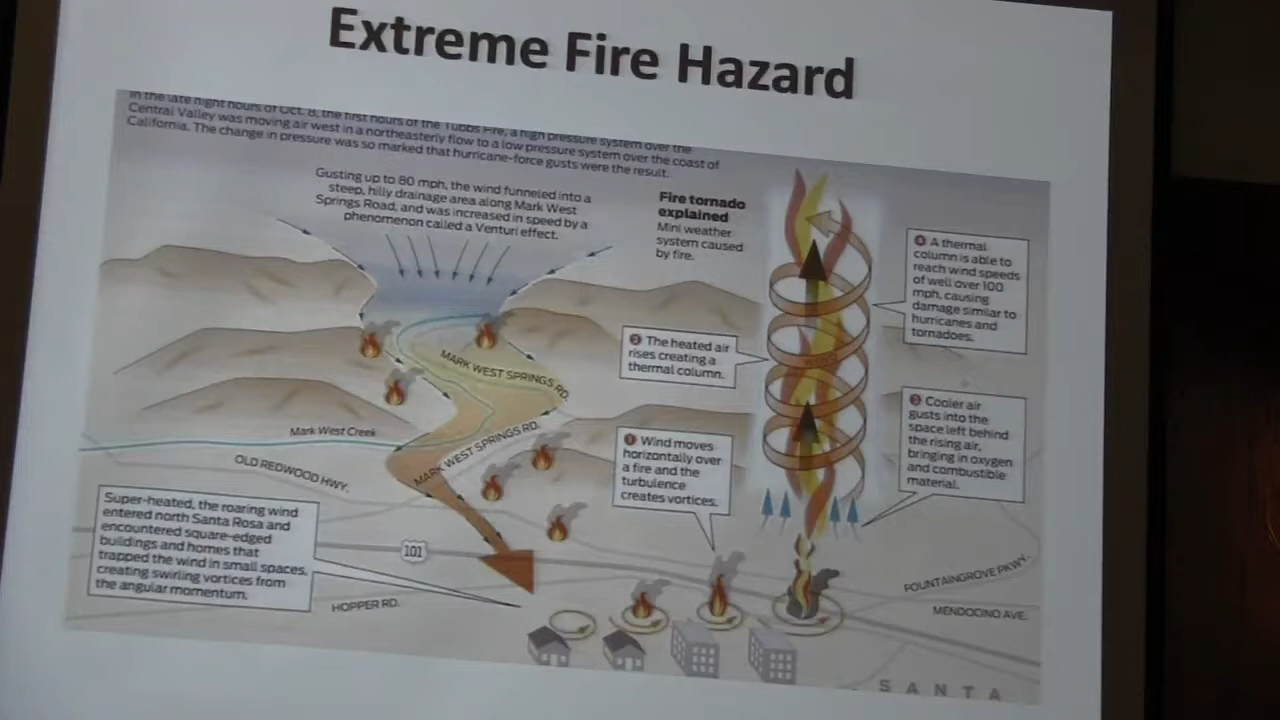 Extreme Fire Hazard
In the late night hours of Oct. 8, the first hours of the Tubbs Fire, a high pressure system over the
Central Valley was moving air west in a northeasterly flow to a low pressure system over the coast of
California. The change in pressure was so marked that hurricane-force gusts were the result.
Gusting up to 80 mph, the wind funneled into a
steep, hilly drainage area along Mark West
Springs Road, and was increased in speed by a
phenomenon called a Venturi effect.
Fire tornado
explained
Mini weather
system caused
by fire.
4 A thermal
column is able to
reach wind speeds
of well over 100
mph, causing
damage similar to
hurricanes and
tornadoes.
2 The heated air
rises creating a
thermal column.
MARK WEST SPRINGS RD.
3 Cooler air
gusts into the
space left behind
the rising air,
bringing in oxygen
and combustible
material.
Mark West Creek
MARK WEST SPRINGS RD.
1 Wind moves
horizontally over
a fire and the
turbulence
creates vortices.
OLD REDWOOD HWY.
Super-heated, the roaring wind
entered north Santa Rosa and
encountered square-edged
buildings and homes that
trapped the wind in small spaces,
creating swirling vortices from
the angular momentum.
101
HOPPER RD.
FOUNTAINGROVE PKWY.
MENDOCINO AVE.
SANTA